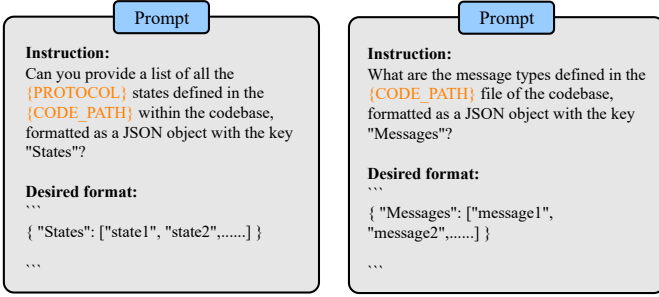 Prompt
Instruction:
Can you provide a list of all the
{PROTOCOL} states defined in the
{CODE_PATH} within the codebase,
formatted as a JSON object with the key
"States"?
Desired format:
```
{ "States": ["state1", "state2",......] }
```
Prompt
Instruction:
What are the message types defined in the
{CODE_PATH} file of the codebase,
formatted as a JSON object with the key
"Messages"?
Desired format:
```
{ "Messages": ["message1",
"message2",......] }
```